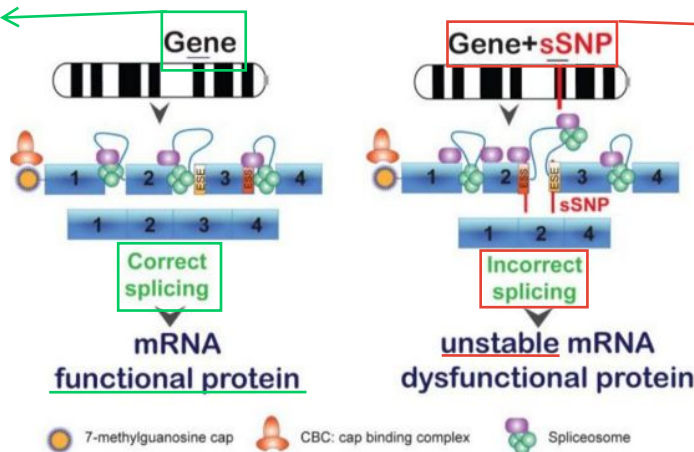 Gene
Gene+sSNP
1 2 ESE 3 ESS 4
1 2 ESS ESE 3 4
sSNP
1 2 3 4
1 2 4
Correct
splicing
Incorrect
splicing
mRNA
functional protein
unstable mRNA
dysfunctional protein
7-methylguanosine cap
CBC: cap binding complex
Spliceosome